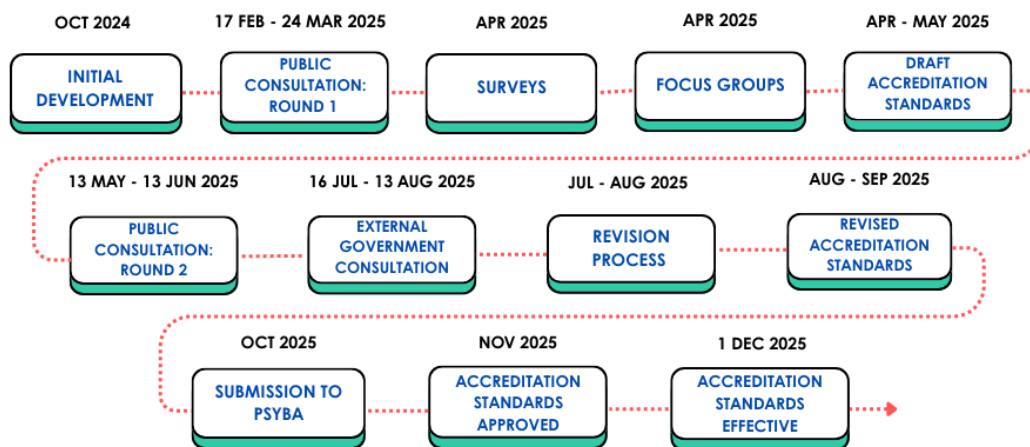 OCT 2024
17 FEB - 24 MAR 2025
APR 2025
APR 2025
APR - MAY 2025
INITIAL
DEVELOPMENT
PUBLIC
CONSULTATION:
ROUND 1
SURVEYS
FOCUS GROUPS
DRAFT
ACCREDITATION
STANDARDS
13 MAY - 13 JUN 2025
16 JUL - 13 AUG 2025
JUL - AUG 2025
AUG - SEP 2025
PUBLIC
CONSULTATION:
ROUND 2
EXTERNAL
GOVERNMENT
CONSULTATION
REVISION
PROCESS
REVISED
ACCREDITATION
STANDARDS
OCT 2025
NOV 2025
1 DEC 2025
SUBMISSION TO
PSYBA
ACCREDITATION
STANDARDS
APPROVED
ACCREDITATION
STANDARDS
EFFECTIVE